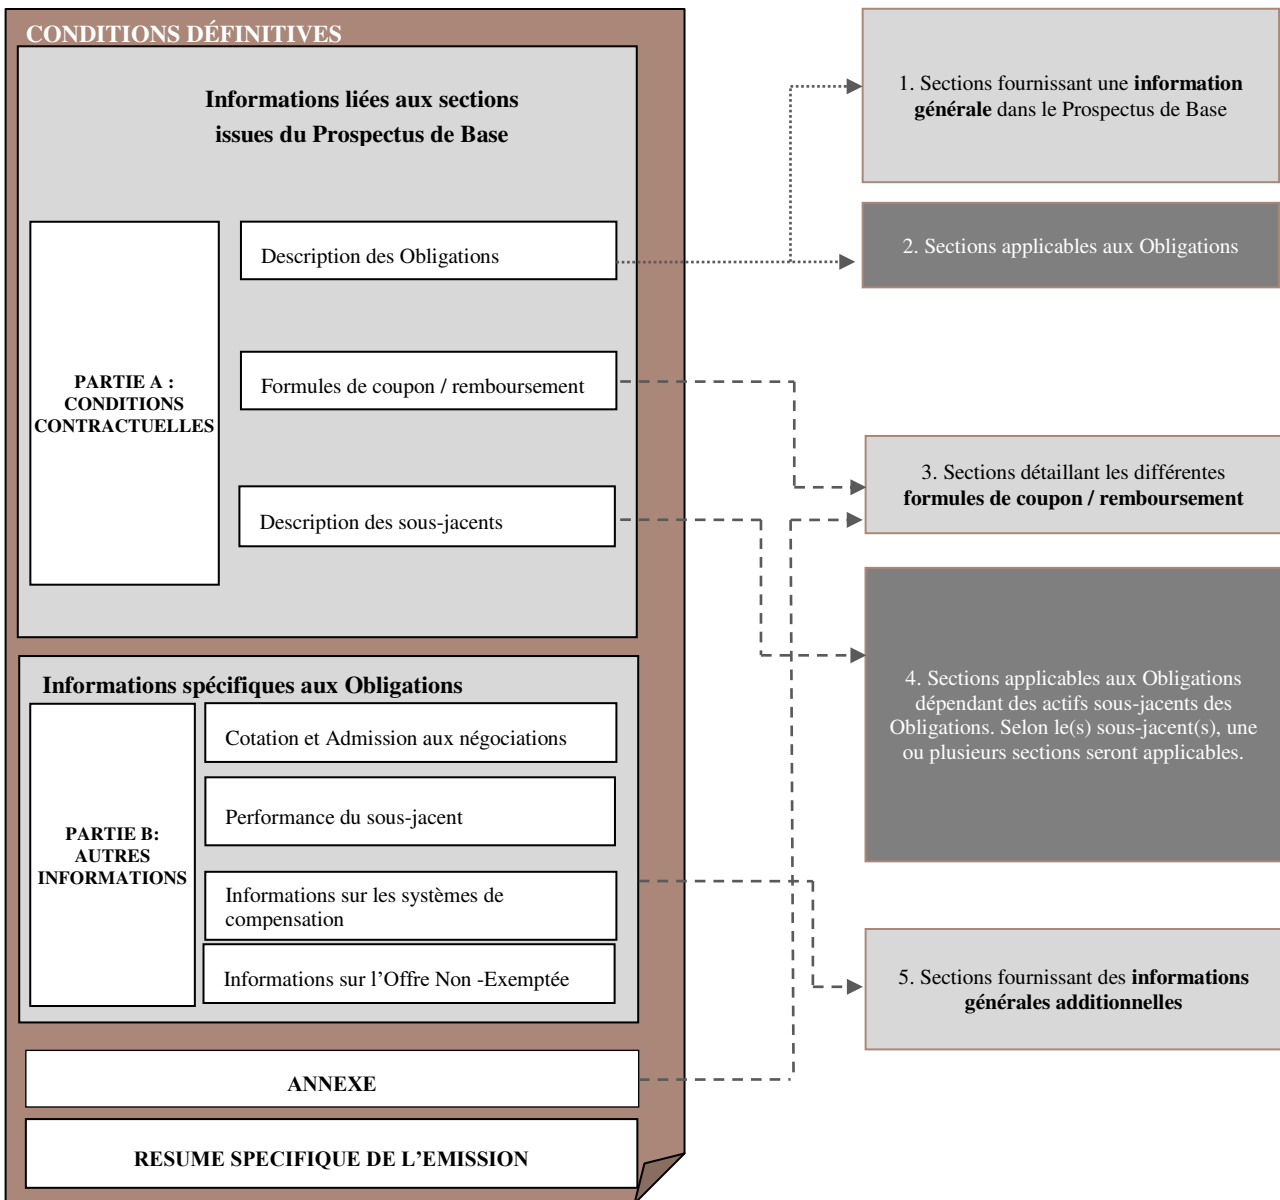 CONDITIONS DÉFINITIVES
Informations liées aux sections
issues du Prospectus de Base
PARTIE A :
CONDITIONS
CONTRACTUELLES
Description des Obligations
Formules de coupon / remboursement
Description des sous-jacents
Informations spécifiques aux Obligations
PARTIE B:
AUTRES
INFORMATIONS
Cotation et Admission aux négociations
Performance du sous-jacent
Informations sur les systèmes de
compensation
Informations sur l’Offre Non -Exemptée
ANNEXE
RESUME SPECIFIQUE DE L’EMISSION
1. Sections fournissant une information
générale dans le Prospectus de Base
2. Sections applicables aux Obligations
3. Sections détaillant les différentes
formules de coupon / remboursement
4. Sections applicables aux Obligations
dépendant des actifs sous-jacents des
Obligations. Selon le(s) sous-jacent(s), une
ou plusieurs sections seront applicables.
5. Sections fournissant des informations
générales additionnelles